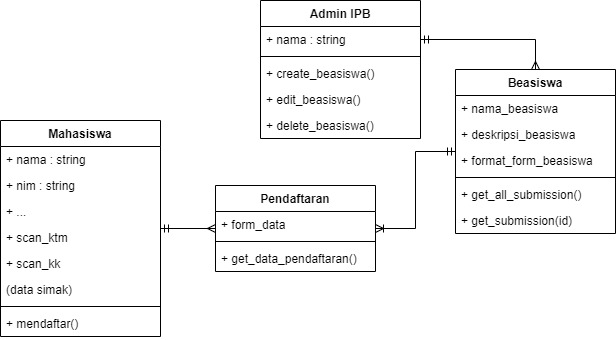 Admin IPB
+ nama : string
+ create_beasiswa()
+ edit_beasiswa()
+ delete_beasiswa()
Beasiswa
+ nama_beasiswa
+ deskripsi_beasiswa
+ format_form_beasiswa
+ get_all_submission()
+ get_submission(id)
Mahasiswa
+ nama : string
+ nim : string
+ ...
+ scan_ktm
+ scan_kk
(data simak)
+ mendaftar()
Pendaftaran
+ form_data
+ get_data_pendaftaran()